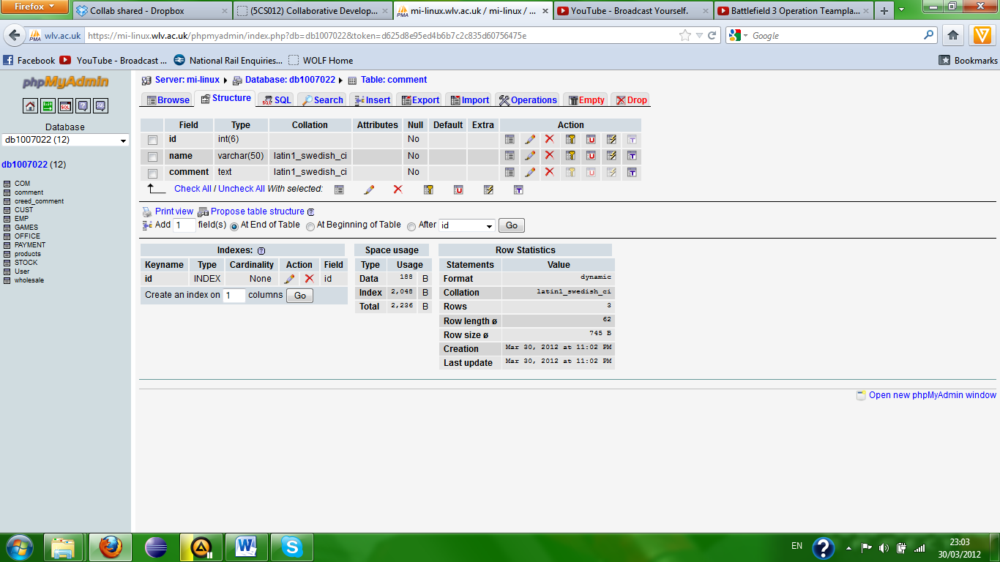 Firefox
Collab shared - Dropbox
(5CS012) Collaborative Develop...
mi-linux.wlv.ac.uk / mi-linux / ...
YouTube - Broadcast Yourself.
Battlefield 3 Operation Teampla...
wlv.ac.uk https://mi-linux.wlv.ac.uk/phpmyadmin/index.php?db=db1007022&token=d625d8e95ed4b6b7c2c835d60756475e
Google
Facebook YouTube - Broadcast ... National Rail Enquiries... WOLF Home Bookmarks
phpMyAdmin
Database
db1007022 (12)
db1007022 (12)
COM
comment
creed_comment
CUST
EMP
GAMES
OFFICE
PAYMENT
products
STOCK
User
wholesale
Server: mi-linux Database: db1007022 Table: comment
Browse Structure SQL Search Insert Export Import Operations Empty Drop
Field Type Collation Attributes Null Default Extra Action
id int(6) No
name varchar(50) latin1_swedish_ci No
comment text latin1_swedish_ci No
Check All / Uncheck All With selected:
Print view Propose table structure
Add 1 field(s) At End of Table At Beginning of Table After id Go
Indexes:
Keyname Type Cardinality Action Field
id INDEX None id
Create an index on 1 columns Go
Space usage
Type Usage
Data 188 B
Index 2,048 B
Total 2,236 B
Row Statistics
Statements Value
Format dynamic
Collation latin1_swedish_ci
Rows 3
Row length ø 62
Row size ø 745 B
Creation Mar 30, 2012 at 11:02 PM
Last update Mar 30, 2012 at 11:02 PM
Open new phpMyAdmin window
EN
23:03
30/03/2012